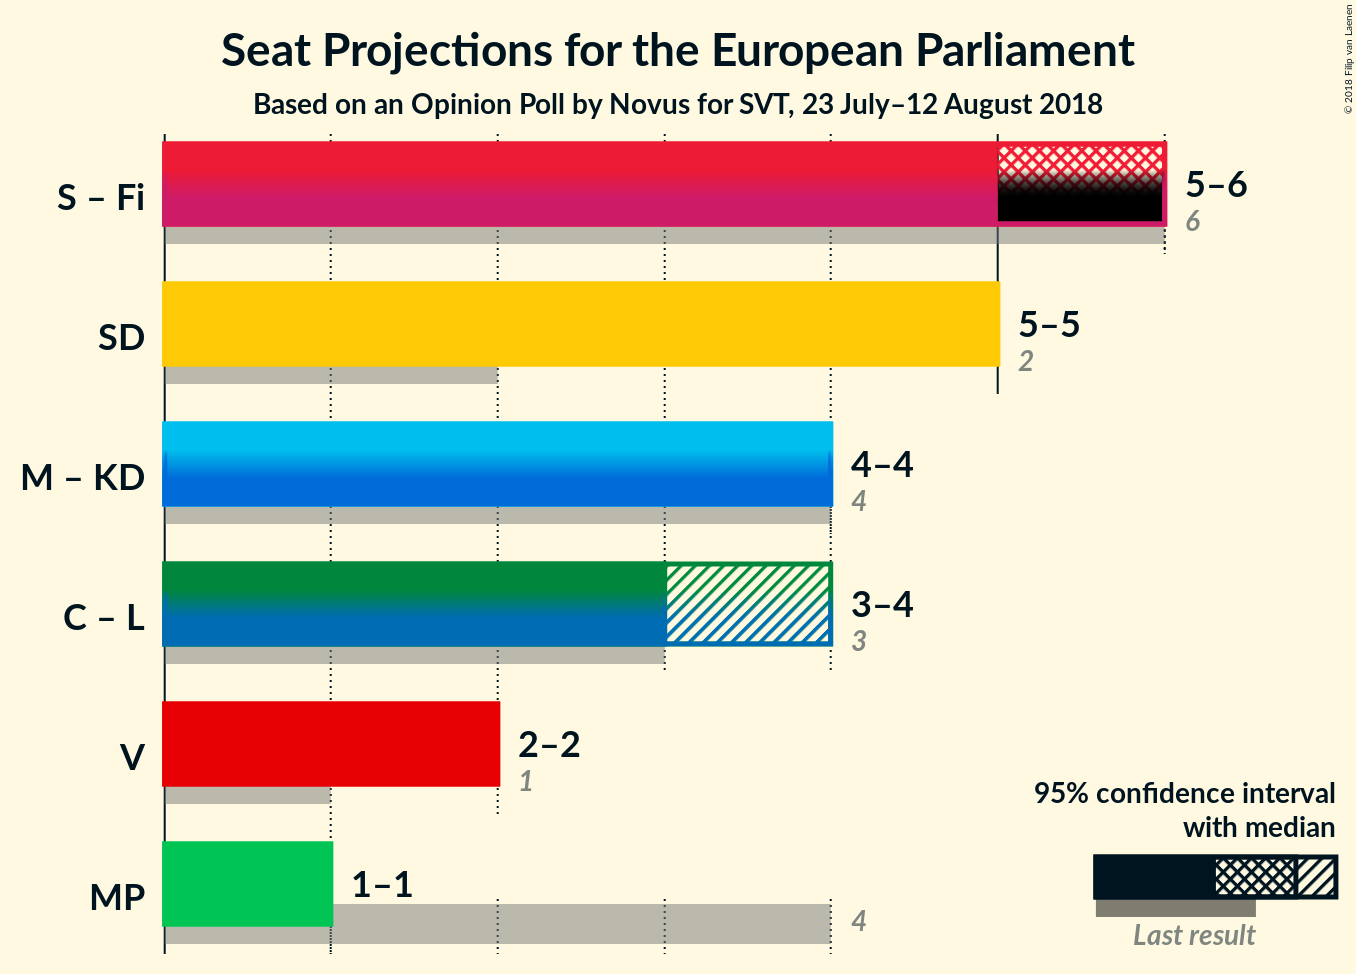 Seat Projections for the European Parliament
Based on an Opinion Poll by Novus for SVT, 23 July–12 August 2018
© 2018 Filip van Laenen
S – Fi
5–6
6
SD
5–5
2
M – KD
4–4
4
C – L
3–4
3
V
2–2
1
MP
1–1
4
95% confidence interval
with median
Last result